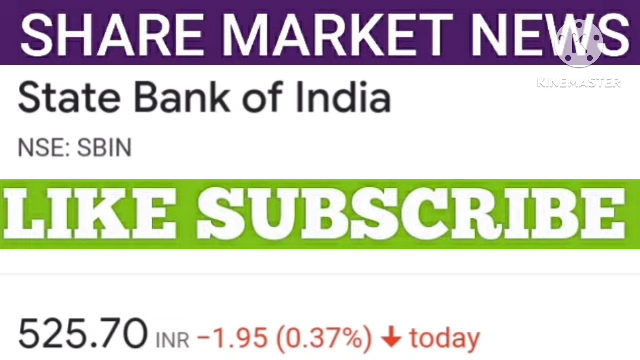 SHARE MARKET NEWS
KINEMASTER
State Bank of India
NSE: SBIN
LIKE SUBSCRIBE
525.70 INR −1.95 (0.37%) ↓ today